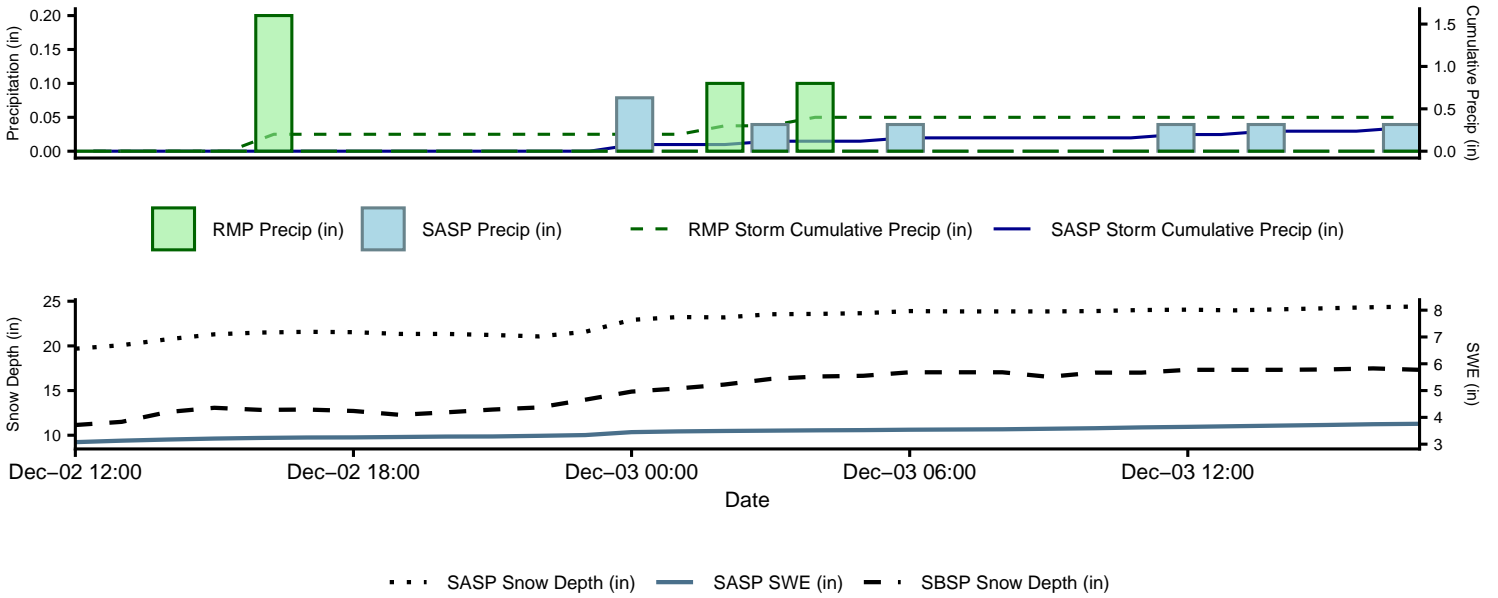 0.20
0.15
0.10
0.05
0.00
Precipitation (in)
1.5
1.0
0.5
0.0
Cumulative Precip (in)
RMP Precip (in) SASP Precip (in) RMP Storm Cumulative Precip (in) SASP Storm Cumulative Precip (in)
25
20
15
10
Snow Depth (in)
8
7
6
5
4
3
SWE (in)
Dec−02 12:00 Dec−02 18:00 Dec−03 00:00 Dec−03 06:00 Dec−03 12:00
Date
SASP Snow Depth (in) SASP SWE (in) SBSP Snow Depth (in)